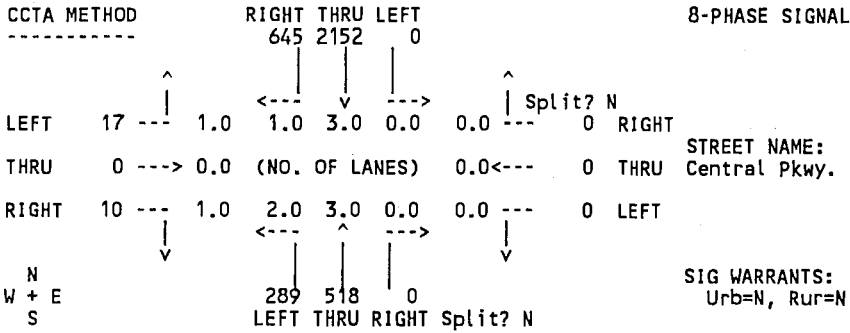 CCTA METHOD RIGHT THRU LEFT 8-PHASE SIGNAL
----------- 645 2152 0
^ ^
<--- v ---> Split? N
LEFT 17 --- 1.0 1.0 3.0 0.0 0.0 --- 0 RIGHT
STREET NAME:
THRU 0 ---> 0.0 (NO. OF LANES) 0.0<--- 0 THRU Central Pkwy.
RIGHT 10 --- 1.0 2.0 3.0 0.0 0.0 --- 0 LEFT
<--- ^ --->
v v
N SIG WARRANTS:
W + E 289 518 0 Urb=N, Rur=N
S LEFT THRU RIGHT Split? N